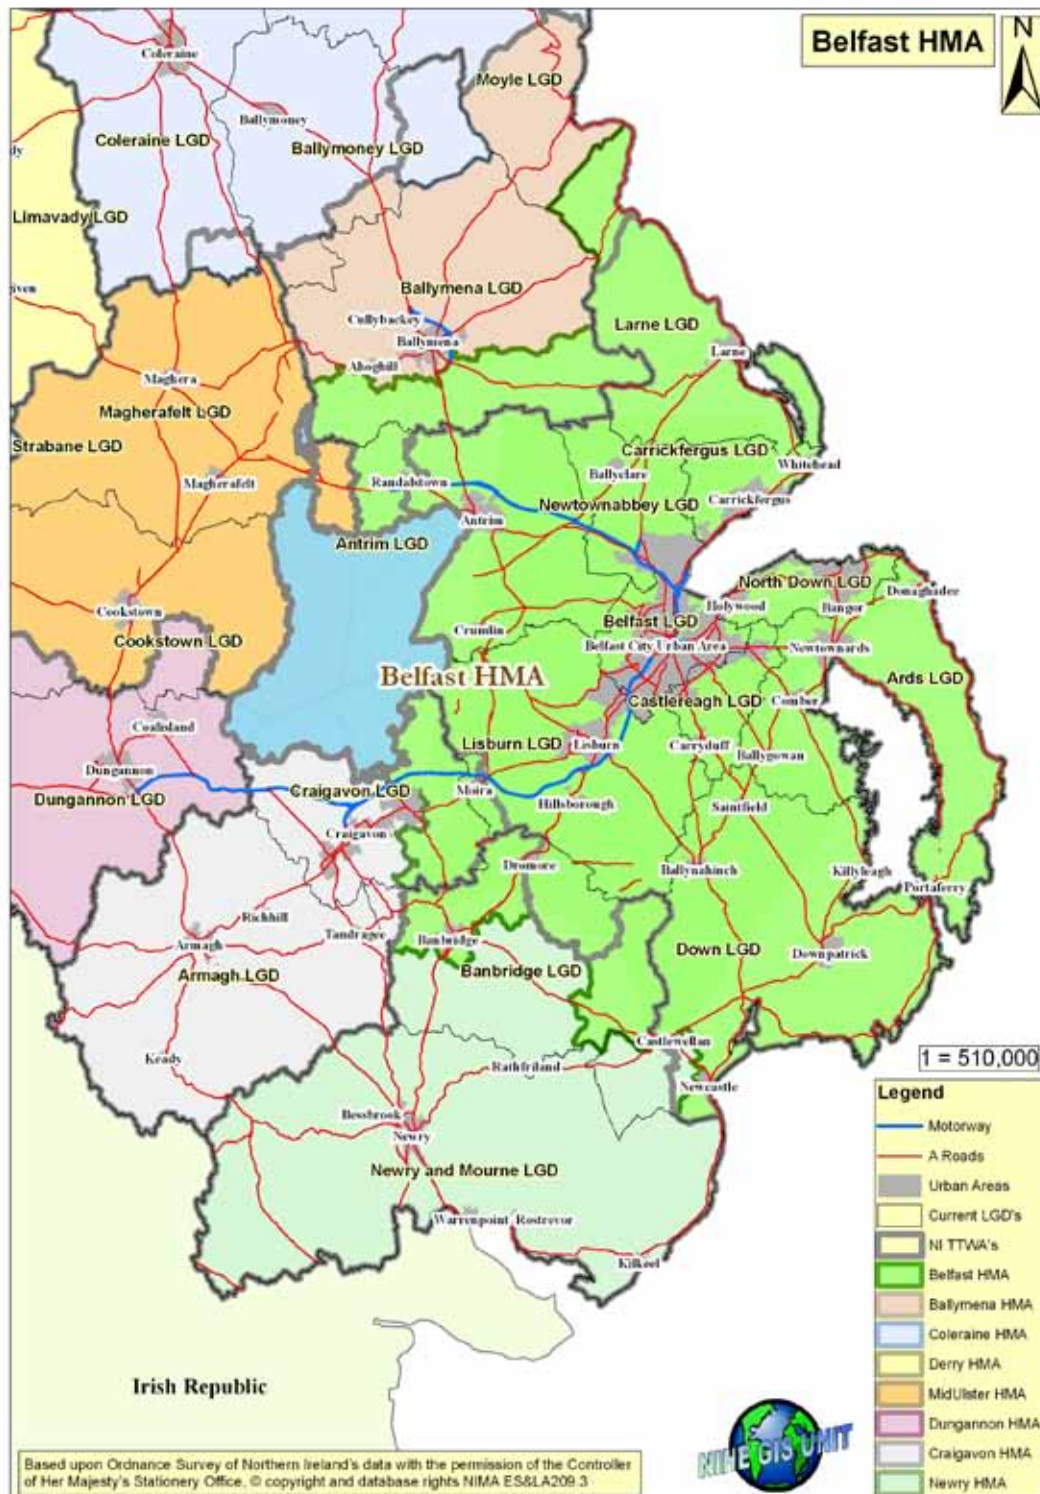 Belfast HMA
N
Coleraine
Moyle LGD
Ballymoney
Coleraine LGD
Ballymoney LGD
dy
Limavady LGD
iven
Ballymena LGD
Cullybackey
Ballymena
Larne LGD
Larne
Ahoghill
Maghera
Magherafelt LGD
Strabane LGD
Carrickfergus LGD
Whitehead
Ballyclare
Magherafelt
Randalstown
Carrickfergus
Newtownabbey LGD
Antrim
Antrim LGD
North Down LGD
Donaghadee
Cookstown
Holywood
Bangor
Belfast LGD
Crumlin
Cookstown LGD
Belfast City Urban Area
Newtownards
Belfast HMA
Ards LGD
Castlereagh LGD
Comber
Coalisland
Lisburn LGD
Lisburn
Carryduff
Ballygowan
Dungannon
Dungannon LGD
Craigavon LGD
Moira
Hillsborough
Saintfield
Craigavon
Dromore
Ballynahinch
Killyleagh
Portaferry
Richhill
Tandragee
Armagh
Banbridge
Down LGD
Downpatrick
Armagh LGD
Banbridge LGD
Castlewellan
Keady
Rathfriland
Newcastle
1 = 510,000
Bessbrook
Newry
Newry and Mourne LGD
Warrenpoint
Rostrevor
Kilkeel
Irish Republic
Legend
Motorway
A Roads
Urban Areas
Current LGD's
NI TTWA's
Belfast HMA
Ballymena HMA
Coleraine HMA
Derry HMA
MidUlster HMA
Dungannon HMA
Craigavon HMA
Newry HMA
NIHE GIS UNIT
Based upon Ordnance Survey of Northern Ireland's data with the permission of the Controller
of Her Majesty's Stationery Office, © copyright and database rights NIMA ES&LA209.3